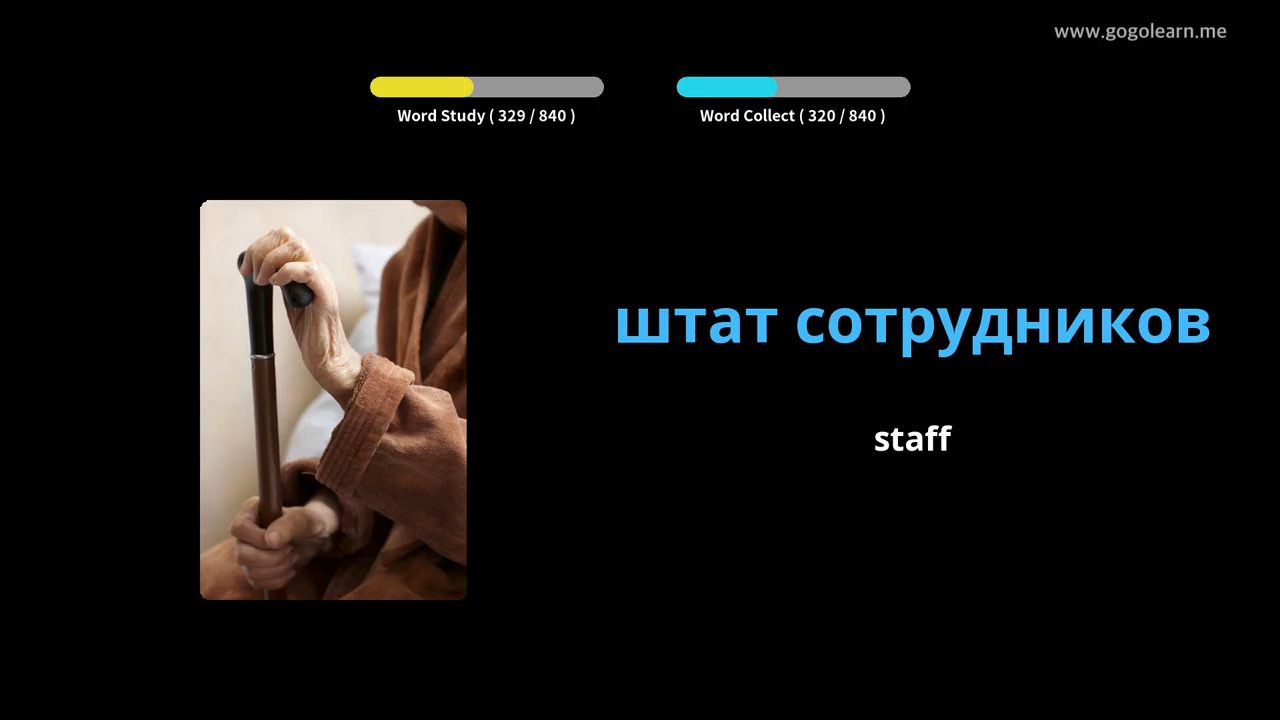 www.gogolearn.me
Word Study ( 329 / 840 )
Word Collect ( 320 / 840 )
штат сотрудников
staff